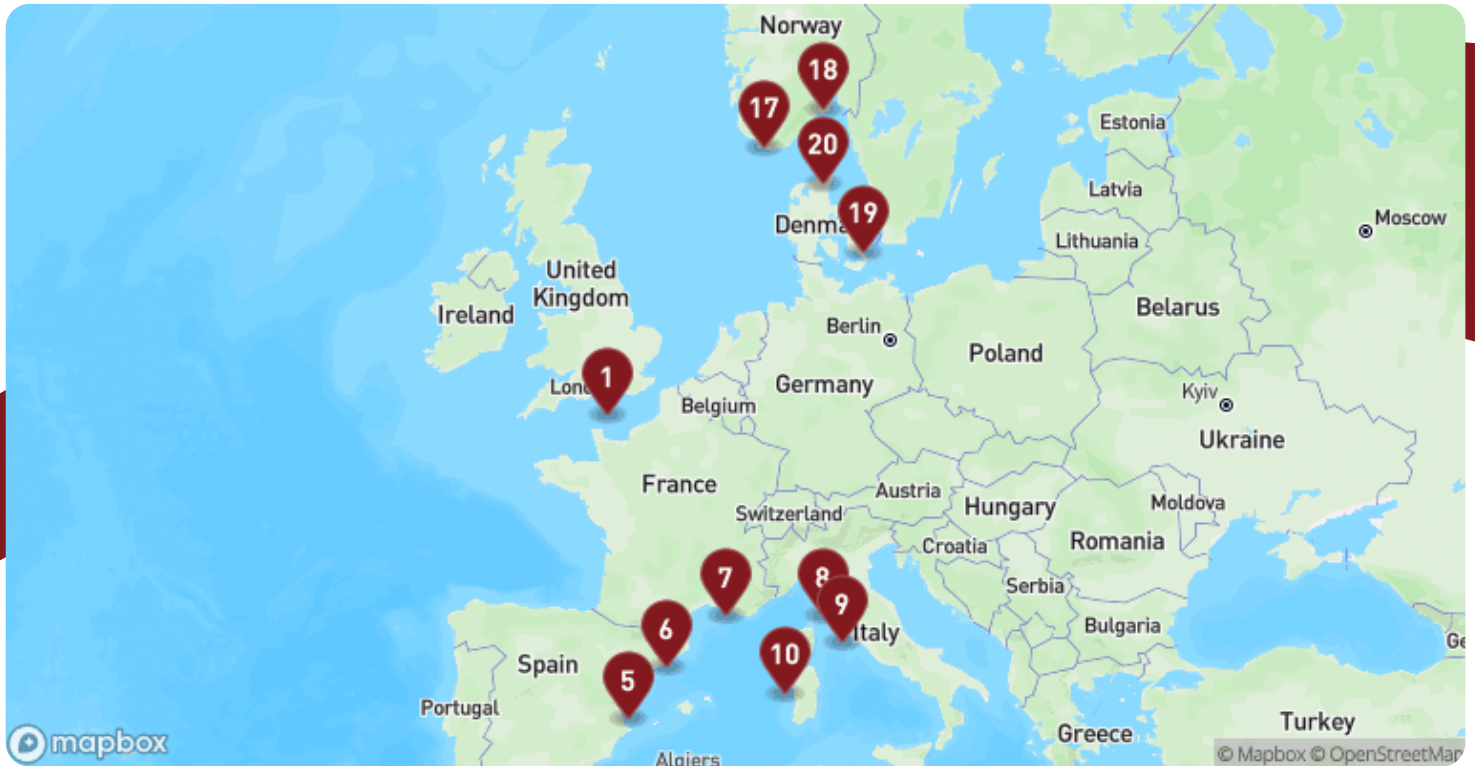 Norway
18
17
Estonia
20
Latvia
19
Moscow
Denma
Lithuania
United
Kingdom
Belarus
Ireland
Berlin
Poland
1
Germany
Lond
Kyiv
Belgium
Ukraine
France
Austria
Moldova
Switzerland
Hungary
Croatia
Romania
7
8
Serbia
9
6
Bulgaria
Italy
Ge
10
Spain
5
Portugal
Turkey
Greece
mapbox
Algiers
© Mapbox © OpenStreetMap